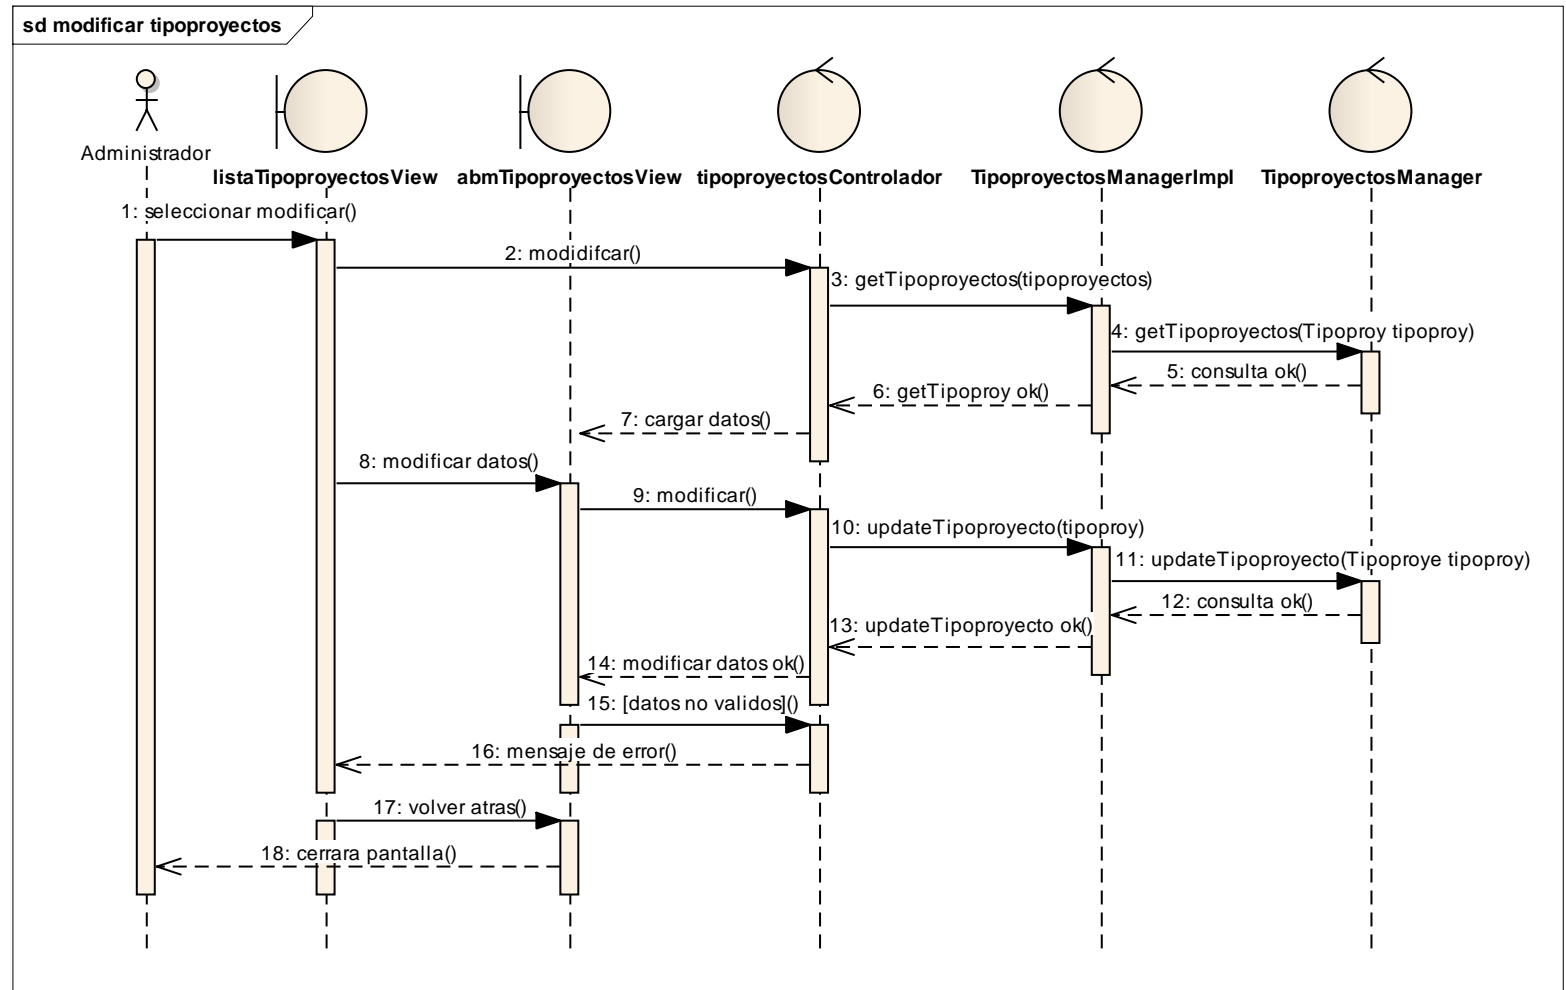 sd modificar tipoproyectos
Administrador
listaTipoproyectosView
abmTipoproyectosView
tipoproyectosControlador
TipoproyectosManagerImpl
TipoproyectosManager
1: seleccionar modificar()
2: modidifcar()
3: getTipoproyectos(tipoproyectos)
4: getTipoproyectos(Tipoproy tipoproy)
5: consulta ok()
6: getTipoproy ok()
7: cargar datos()
8: modificar datos()
9: modificar()
10: updateTipoproyecto(tipoproy)
11: updateTipoproyecto(Tipoproye tipoproy)
12: consulta ok()
13: updateTipoproyecto ok()
14: modificar datos ok()
15: [datos no validos]()
16: mensaje de error()
17: volver atras()
18: cerrara pantalla()